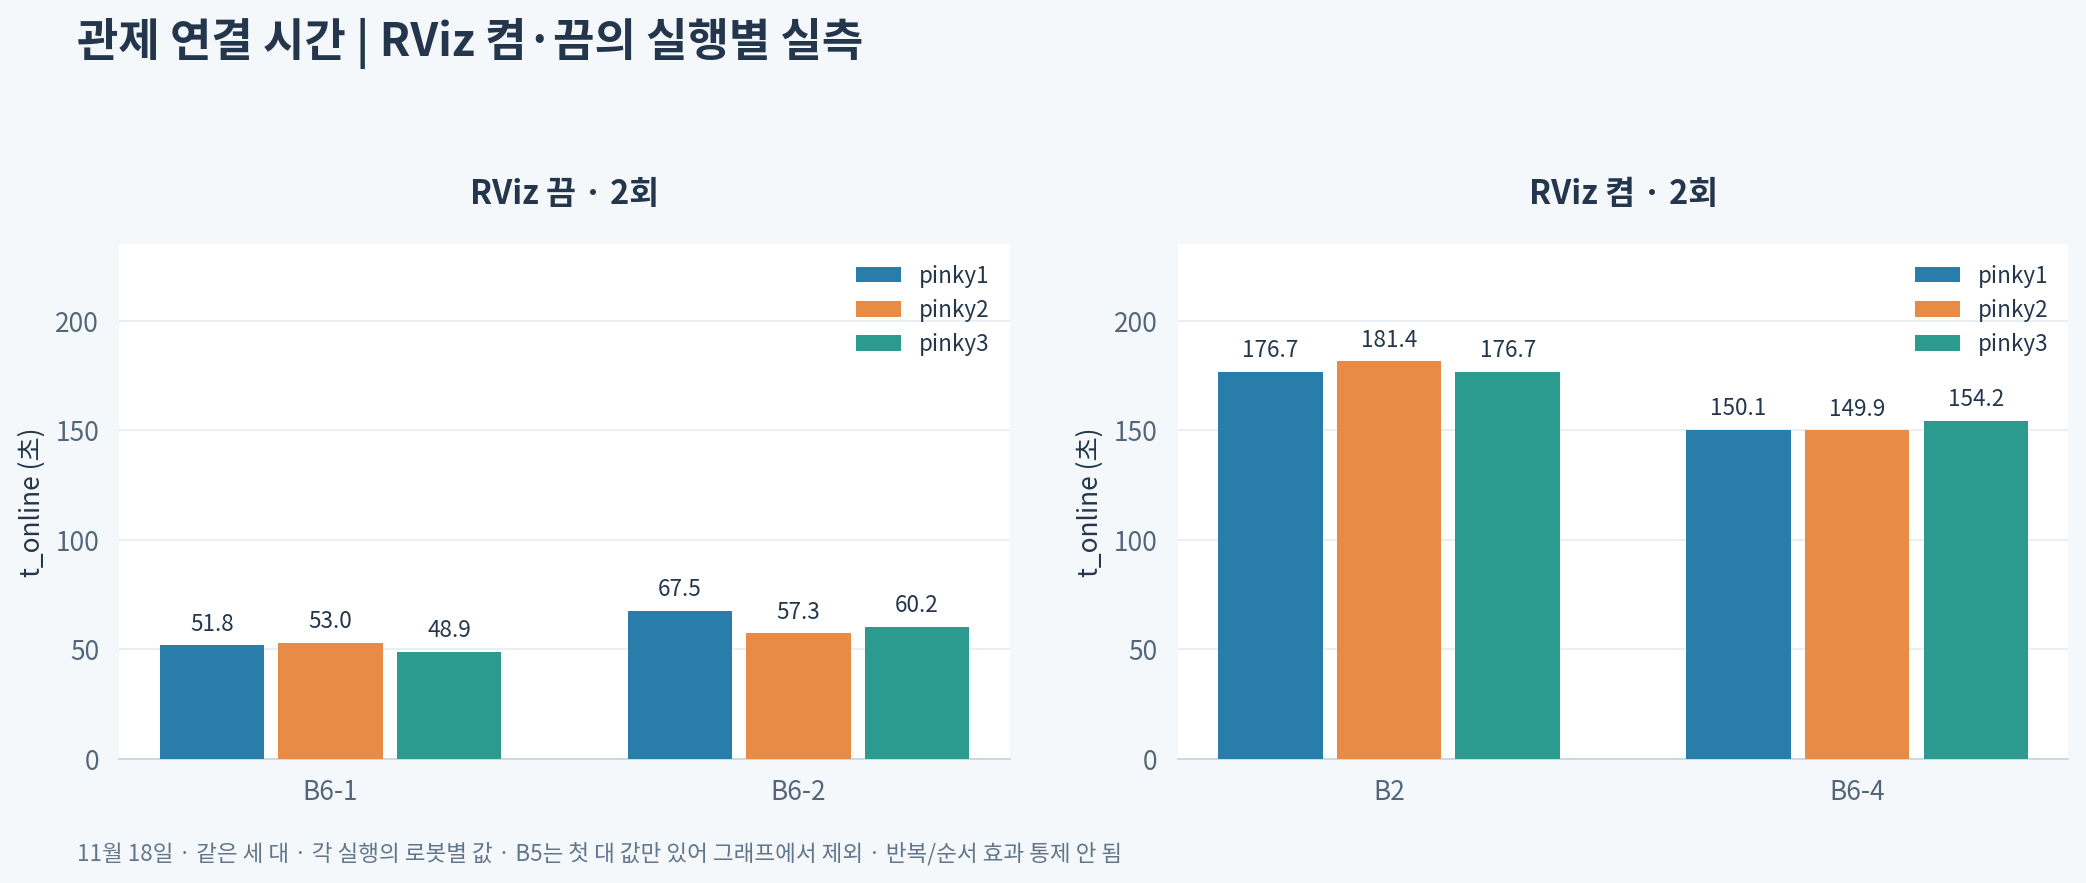 관제 연결 시간 | RViz 켬·끔의 실행별 실측
RViz 끔 · 2회
t_online (초)
200
150
100
50
0
pinky1
pinky2
pinky3
51.8
53.0
48.9
67.5
57.3
60.2
B6-1
B6-2
RViz 켬 · 2회
t_online (초)
200
150
100
50
0
pinky1
pinky2
pinky3
176.7
181.4
176.7
150.1
149.9
154.2
B2
B6-4
11월 18일 · 같은 세 대 · 각 실행의 로봇별 값 · B5는 첫 대 값만 있어 그래프에서 제외 · 반복/순서 효과 통제 안 됨